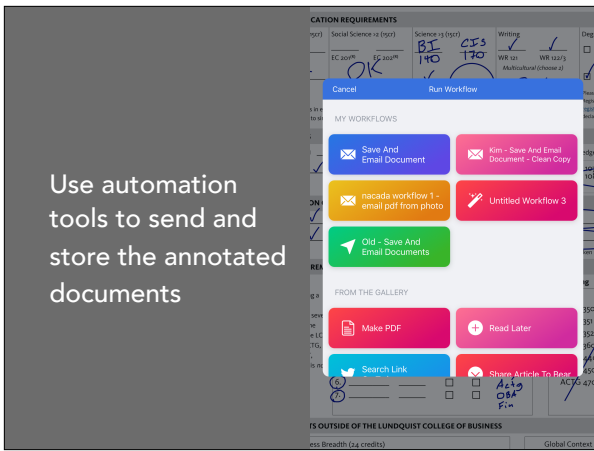 Use automation
tools to send and
store the annotated
documents
CATION REQUIREMENTS
Social Science 12 (15cr)
Science 13 (15cr)
Writing
BI
140
CIS
170
EC 201
EC 202
OK
WR 121
WR 122/3
Multicultural (choose 2)
Cancel
Run Workflow
MY WORKFLOWS
Save And
Email Document
Kim - Save And Email
Document - Clean Copy
nacada workflow 1 -
email pdf from photo
Untitled Workflow 3
Old - Save And
Email Documents
FROM THE GALLERY
Make PDF
Read Later
Search Link
Share Article To Bear
6.
7.
Actg
OBA
Fin
ACTG 470
TS OUTSIDE OF THE LUNDQUIST COLLEGE OF BUSINESS
ess Breadth (24 credits)
Global Context